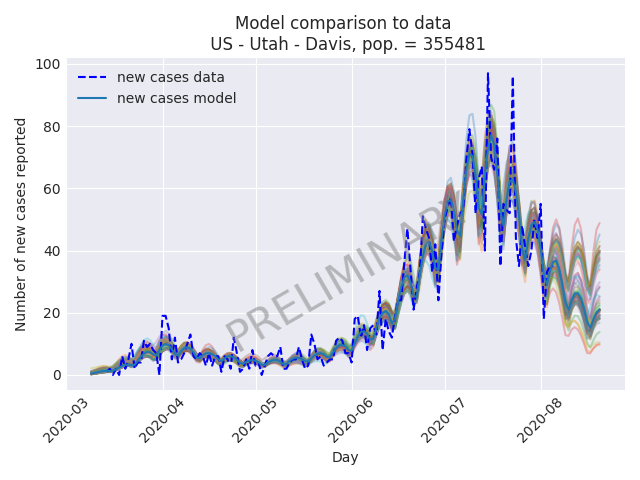 Model comparison to data
US - Utah - Davis, pop. = 355481
new cases data
new cases model
PRELIMINARY
Number of new cases reported
100
80
60
40
20
0
2020-03
2020-04
2020-05
2020-06
2020-07
2020-08
Day